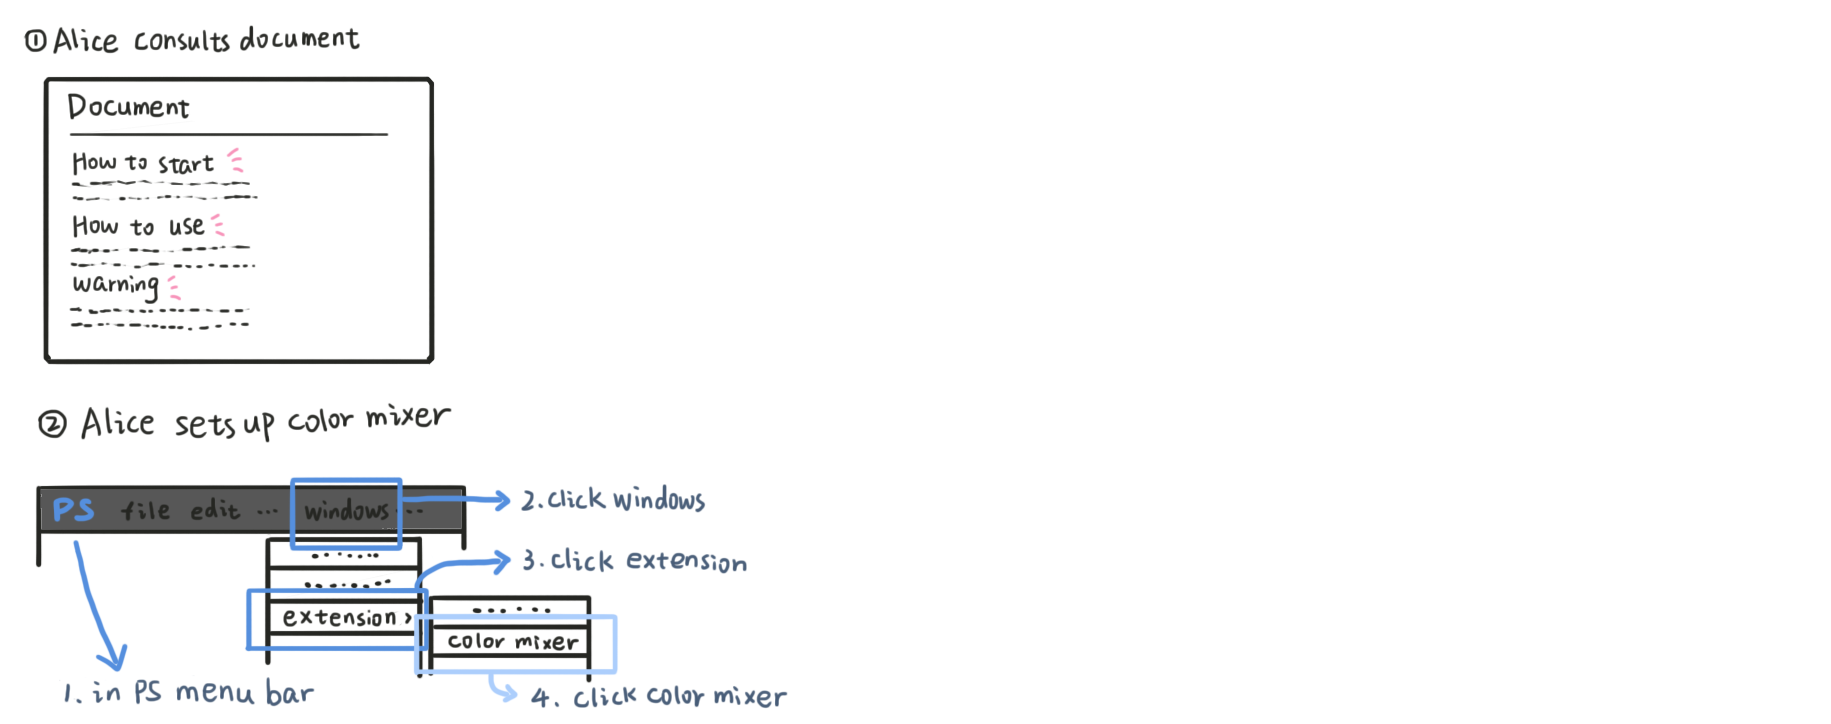 ① Alice consults document
Document
How to start
How to use
warning
② Alice sets up color mixer
PS file edit ... windows ...
2. click windows
3. click extension
extension >
color mixer
1. in PS menu bar
4. click color mixer